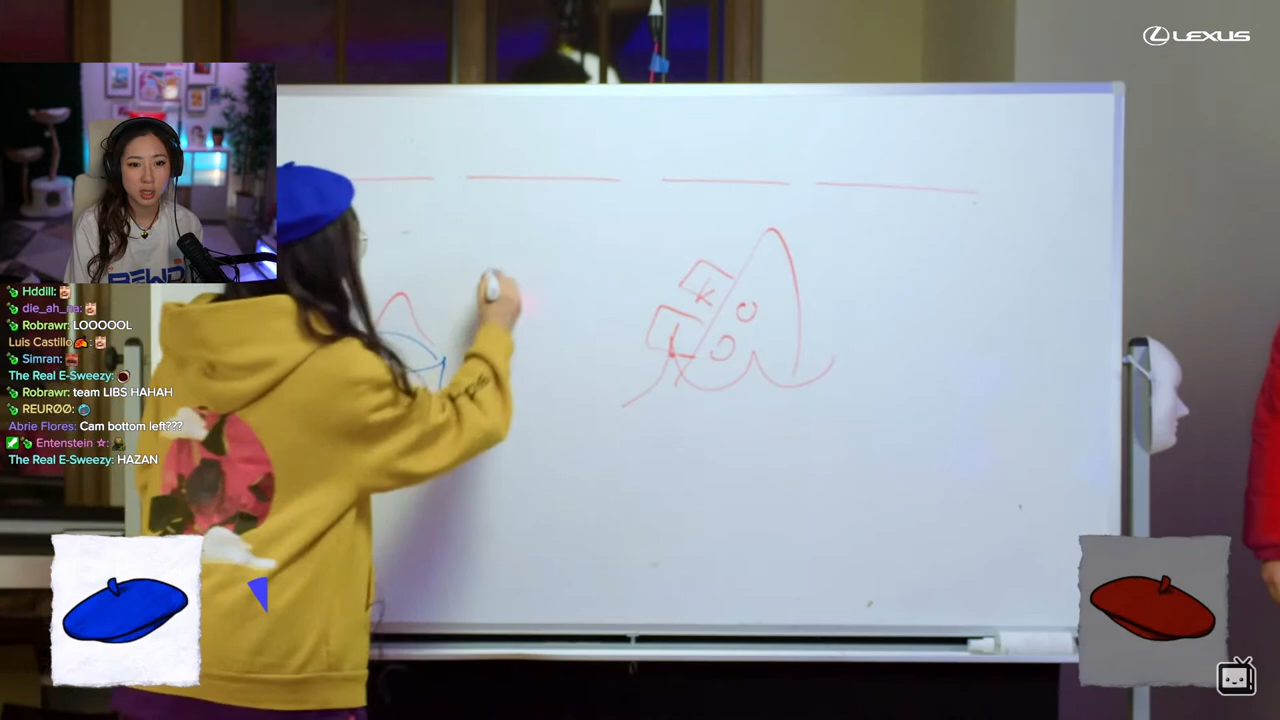 LEXUS
Hddill:
die_ah_na:
Robrawr: LOOOOOL
Luis Castillo
Simran:
The Real E-Sweezy:
Robrawr: team LIBS HAHAH
REURØØ:
Abrie Flores: Cam bottom left???
Entenstein ☆:
The Real E-Sweezy: HAZAN